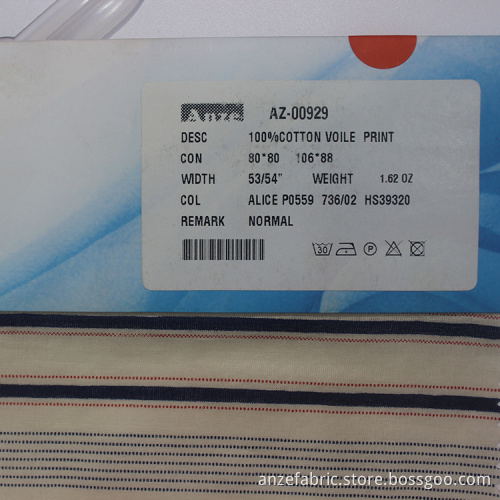 Anze AZ-00929
DESC 100%COTTON VOILE PRINT
CON 80*80 106*88
WIDTH 53/54" WEIGHT 1.62 OZ
COL ALICE P0559 736/02 HS39320
REMARK NORMAL
30 P
anzefabric.store.bossgoo.com